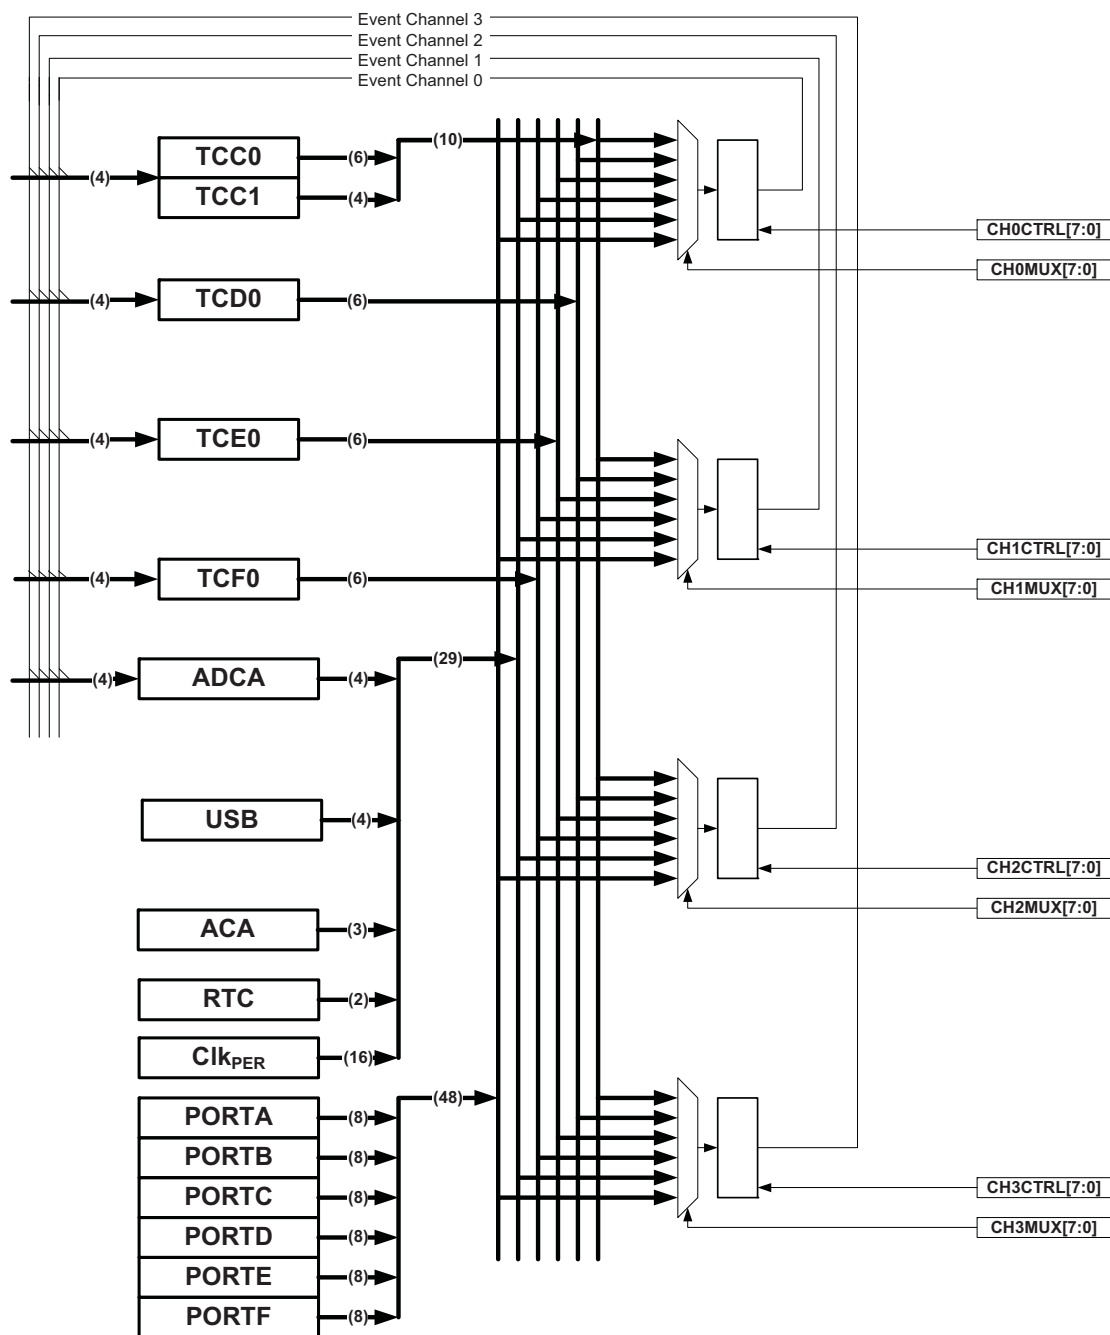 Event Channel 3
Event Channel 2
Event Channel 1
Event Channel 0
(10)
TCC0
(6)
(4)
TCC1
(4)
CH0CTRL[7:0]
CH0MUX[7:0]
(4)
TCD0
(6)
(4)
TCE0
(6)
CH1CTRL[7:0]
(4)
TCF0
(6)
CH1MUX[7:0]
(29)
(4)
ADCA
(4)
USB
(4)
CH2CTRL[7:0]
CH2MUX[7:0]
ACA
(3)
RTC
(2)
ClkPER
(16)
(48)
PORTA
(8)
PORTB
(8)
PORTC
(8)
CH3CTRL[7:0]
PORTD
(8)
CH3MUX[7:0]
PORTE
(8)
PORTF
(8)